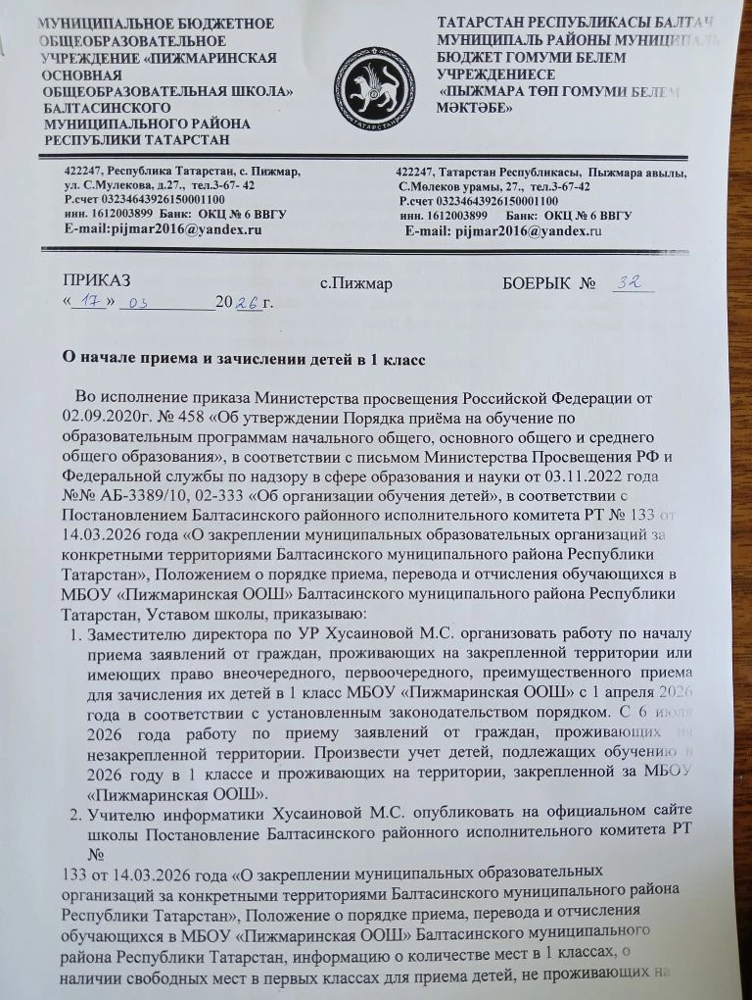 МУНИЦИПАЛЬНОЕ БЮДЖЕТНОЕ
ОБЩЕОБРАЗОВАТЕЛЬНОЕ
УЧРЕЖДЕНИЕ «ПИЖМАРИНСКАЯ
ОСНОВНАЯ
ОБЩЕОБРАЗОВАТЕЛЬНАЯ ШКОЛА»
БАЛТАСИНСКОГО
МУНИЦИПАЛЬНОГО РАЙОНА
РЕСПУБЛИКИ ТАТАРСТАН
ТАТАРСТАН
ТАТАРСТАН РЕСПУБЛИКАСЫ БАЛТАЧ
МУНИЦИПАЛЬ РАЙОНЫ МУНИЦИПАЛЬ
БЮДЖЕТ ГОМУМИ БЕЛЕМ
УЧРЕЖДЕНИЕСЕ
«ПЫЖМАРА ТӨП ГОМУМИ БЕЛЕМ
МӘКТӘБЕ»
422247, Республика Татарстан, с. Пижмар,
ул. С.Мулекова, д.27., тел.3-67- 42
Р.счет 03234643926150001100
инн. 1612003899 Банк: ОКЦ № 6 ВВГУ
E-mail:pijmar2016@yandex.ru
422247, Татарстан Республикасы, Пыжмара авылы,
С.Мөлеков урамы, 27., тел.3-67-42
Р.счет 03234643926150001100
инн. 1612003899 Банк: ОКЦ № 6 ВВГУ
E-mail: pijmar2016@yandex.ru
ПРИКАЗ с.Пижмар БОЕРЫК № 32
«17» 03 2026 г.
О начале приема и зачислении детей в 1 класс
Во исполнение приказа Министерства просвещения Российской Федерации от
02.09.2020г. № 458 «Об утверждении Порядка приёма на обучение по
образовательным программам начального общего, основного общего и среднего
общего образования», в соответствии с письмом Министерства Просвещения РФ и
Федеральной службы по надзору в сфере образования и науки от 03.11.2022 года
№№ АБ-3389/10, 02-333 «Об организации обучения детей», в соответствии с
Постановлением Балтасинского районного исполнительного комитета РТ № 133 от
14.03.2026 года «О закреплении муниципальных образовательных организаций за
конкретными территориями Балтасинского муниципального района Республики
Татарстан», Положением о порядке приема, перевода и отчисления обучающихся в
МБОУ «Пижмаринская ООШ» Балтасинского муниципального района Республики
Татарстан, Уставом школы, приказываю:
1. Заместителю директора по УР Хусаиновой М.С. организовать работу по началу
приема заявлений от граждан, проживающих на закрепленной территории или
имеющих право внеочередного, первоочередного, преимущественного приема
для зачисления их детей в 1 класс МБОУ «Пижмаринская ООШ» с 1 апреля 2026
года в соответствии с установленным законодательством порядком. С 6 июля
2026 года работу по приему заявлений от граждан, проживающих на
незакрепленной территории. Произвести учет детей, подлежащих обучению в
2026 году в 1 классе и проживающих на территории, закрепленной за МБОУ
«Пижмаринская ООШ».
2. Учителю информатики Хусаиновой М.С. опубликовать на официальном сайте
школы Постановление Балтасинского районного исполнительного комитета РТ
№
133 от 14.03.2026 года «О закреплении муниципальных образовательных
организаций за конкретными территориями Балтасинского муниципального района
Республики Татарстан», Положение о порядке приема, перевода и отчисления
обучающихся в МБОУ «Пижмаринская ООШ» Балтасинского муниципального
района Республики Татарстан, информацию о количестве мест в 1 классах, о
наличии свободных мест в первых классах для приема детей, не проживающих на